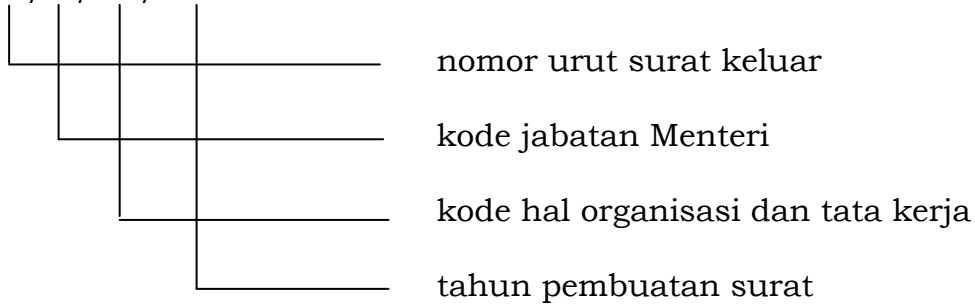 nomor urut surat keluar
kode jabatan Menteri
kode hal organisasi dan tata kerja
tahun pembuatan surat